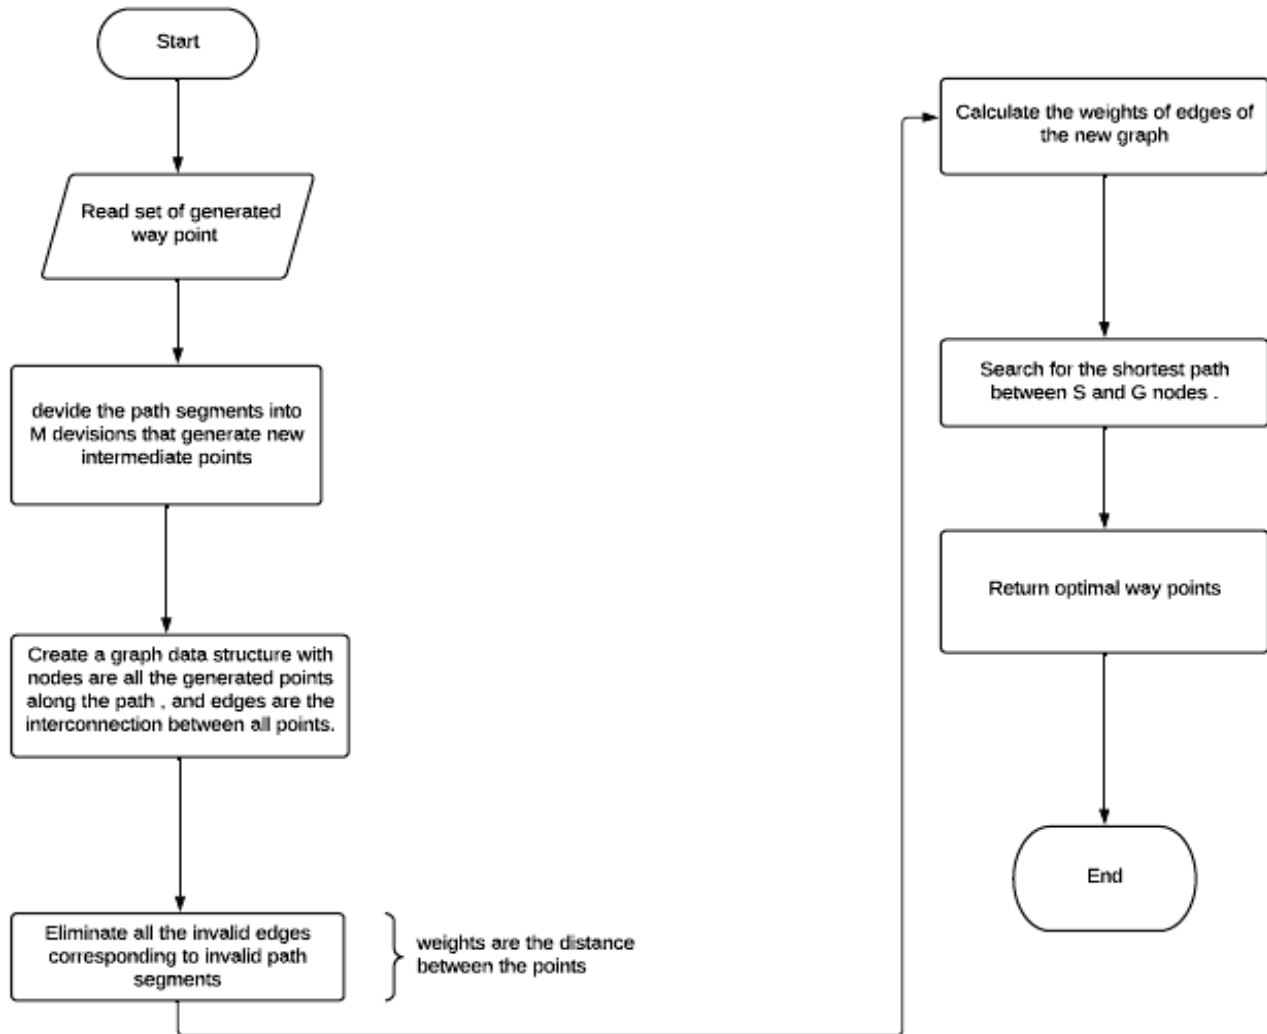 Start
Read set of generated
way point
devide the path segments into
M devisions that generate new
intermediate points
Create a graph data structure with
nodes are all the generated points
along the path , and edges are the
interconnection between all points.
Eliminate all the invalid edges
corresponding to invalid path
segments
weights are the distance
between the points
Calculate the weights of edges of
the new graph
Search for the shortest path
between S and G nodes .
Return optimal way points
End